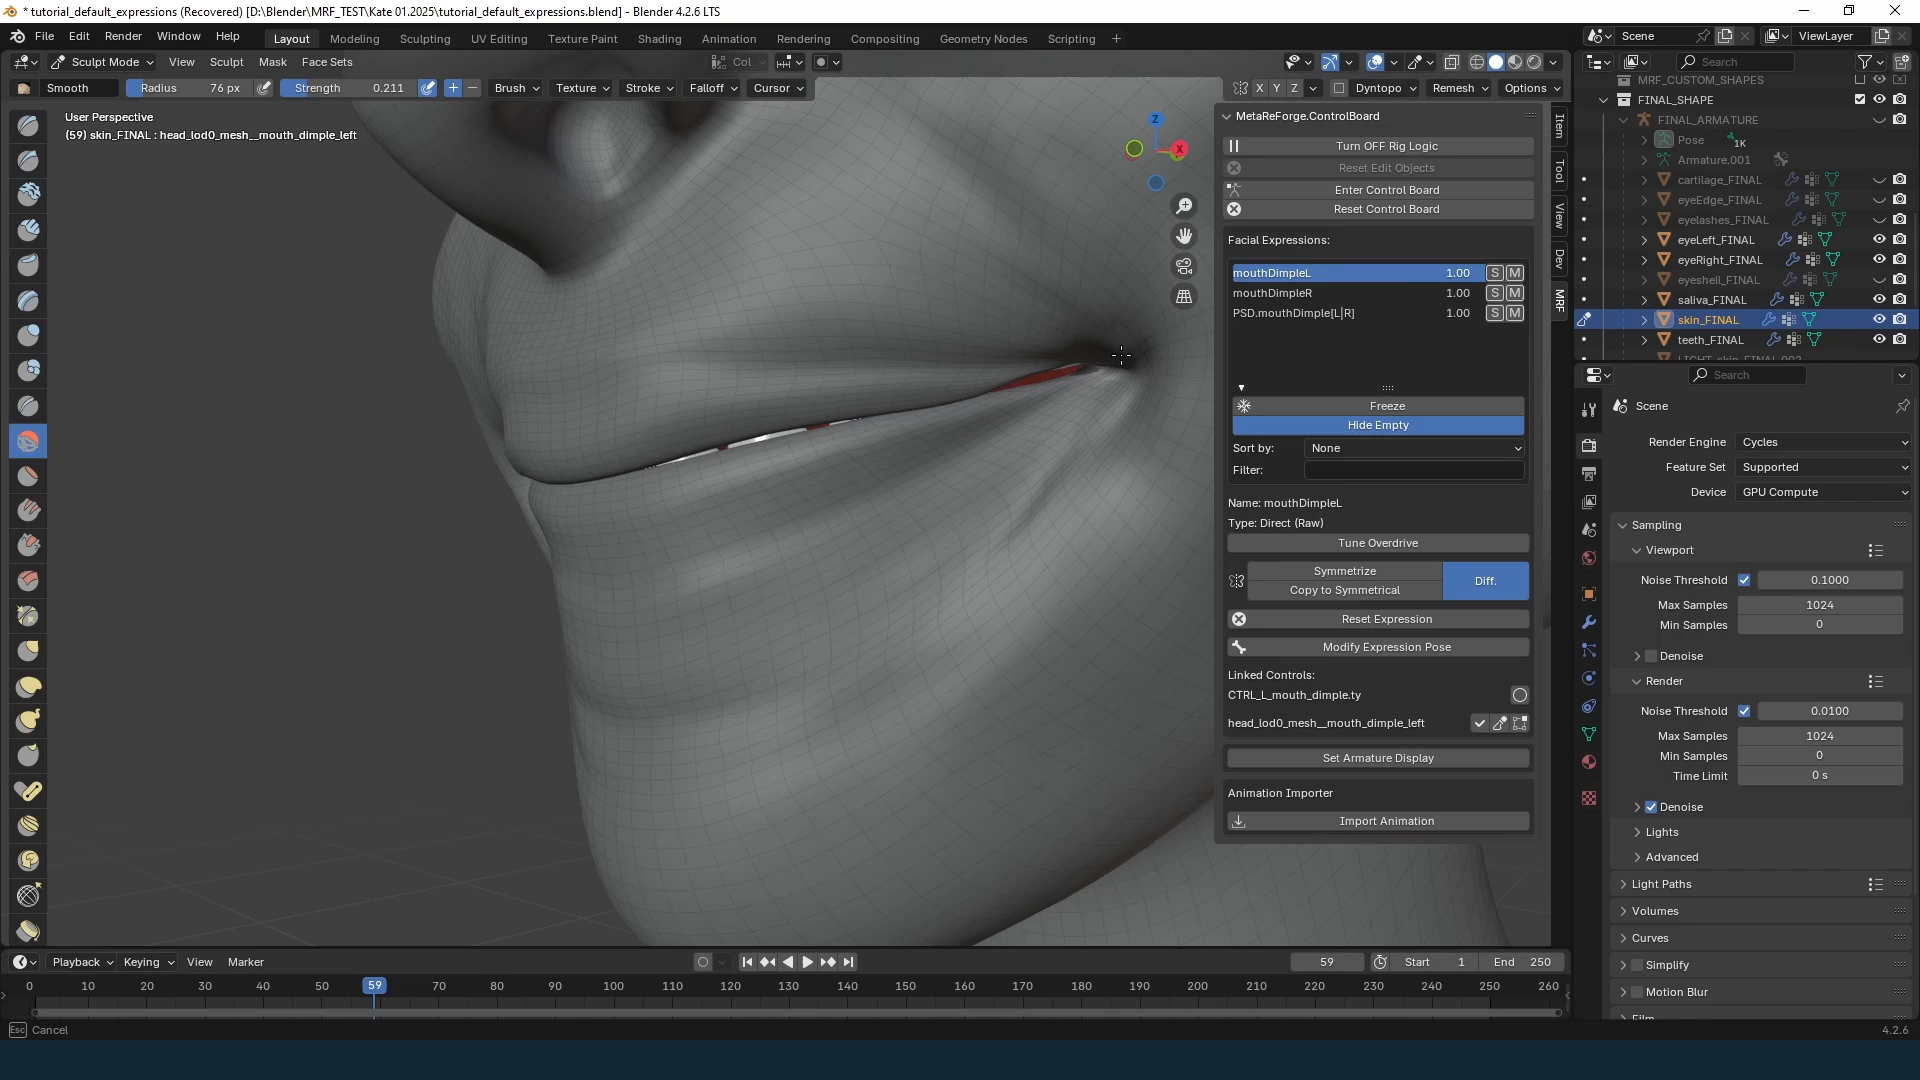 * tutorial_default_expressions (Recovered) [D:\Blender\MRF_TEST\Kate 01.2025\tutorial_default_expressions.blend] - Blender 4.2.6 LTS
File Edit Render Window Help Layout Modeling Sculpting UV Editing Texture Paint Shading Animation Rendering Compositing Geometry Nodes Scripting + Scene ViewLayer
Sculpt Mode View Sculpt Mask Face Sets Col Search
Smooth Radius 76 px Strength 0.211 Brush Texture Stroke Falloff Cursor X Y Z Dyntopo Remesh Options
User Perspective
(59) skin_FINAL : head_lod0_mesh__mouth_dimple_left
Z
X
MetaReForge.ControlBoard
Turn OFF Rig Logic
Reset Edit Objects
Enter Control Board
Reset Control Board
Facial Expressions:
mouthDimpleL 1.00 S M
mouthDimpleR 1.00 S M
PSD.mouthDimple[L|R] 1.00 S M
Freeze
Hide Empty
Sort by: None
Filter:
Name: mouthDimpleL
Type: Direct (Raw)
Tune Overdrive
Symmetrize
Copy to Symmetrical
Diff.
Reset Expression
Modify Expression Pose
Linked Controls:
CTRL_L_mouth_dimple.ty
head_lod0_mesh__mouth_dimple_left
Set Armature Display
Animation Importer
Import Animation
Item
Tool
View
Dev
MRF
MRF_CUSTOM_SHAPES
FINAL_SHAPE
FINAL_ARMATURE
Pose 1K
Armature.001
cartilage_FINAL
eyeEdge_FINAL
eyelashes_FINAL
eyeLeft_FINAL
eyeRight_FINAL
eyeshell_FINAL
saliva_FINAL
skin_FINAL
teeth_FINAL
Search
Scene
Render Engine Cycles
Feature Set Supported
Device GPU Compute
Sampling
Viewport
Noise Threshold 0.1000
Max Samples 1024
Min Samples 0
Denoise
Render
Noise Threshold 0.0100
Max Samples 1024
Min Samples 0
Time Limit 0 s
Denoise
Lights
Advanced
Light Paths
Volumes
Curves
Simplify
Motion Blur
Playback Keying View Marker 59 Start 1 End 250
0 10 20 30 40 50 59 70 80 90 100 110 120 130 140 150 160 170 180 190 200 210 220 230 240 250 260
Esc Cancel 4.2.6